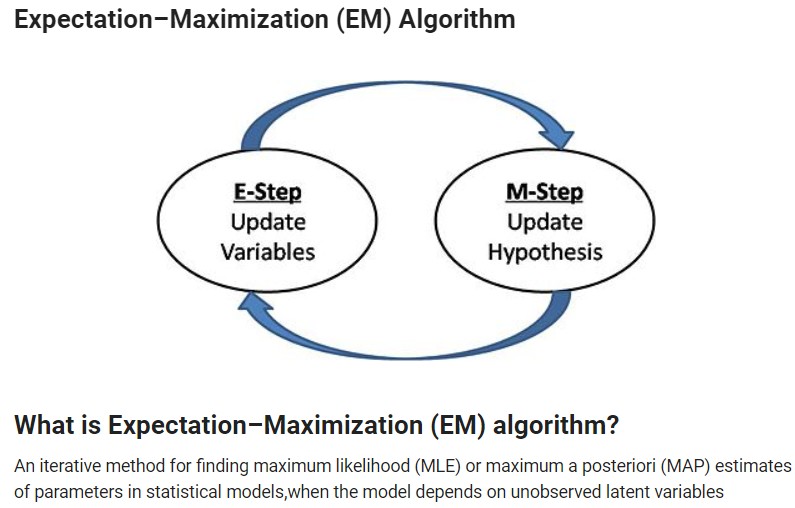 Expectation–Maximization (EM) Algorithm
E-Step
Update
Variables
M-Step
Update
Hypothesis
What is Expectation–Maximization (EM) algorithm?
An iterative method for finding maximum likelihood (MLE) or maximum a posteriori (MAP) estimates
of parameters in statistical models,when the model depends on unobserved latent variables